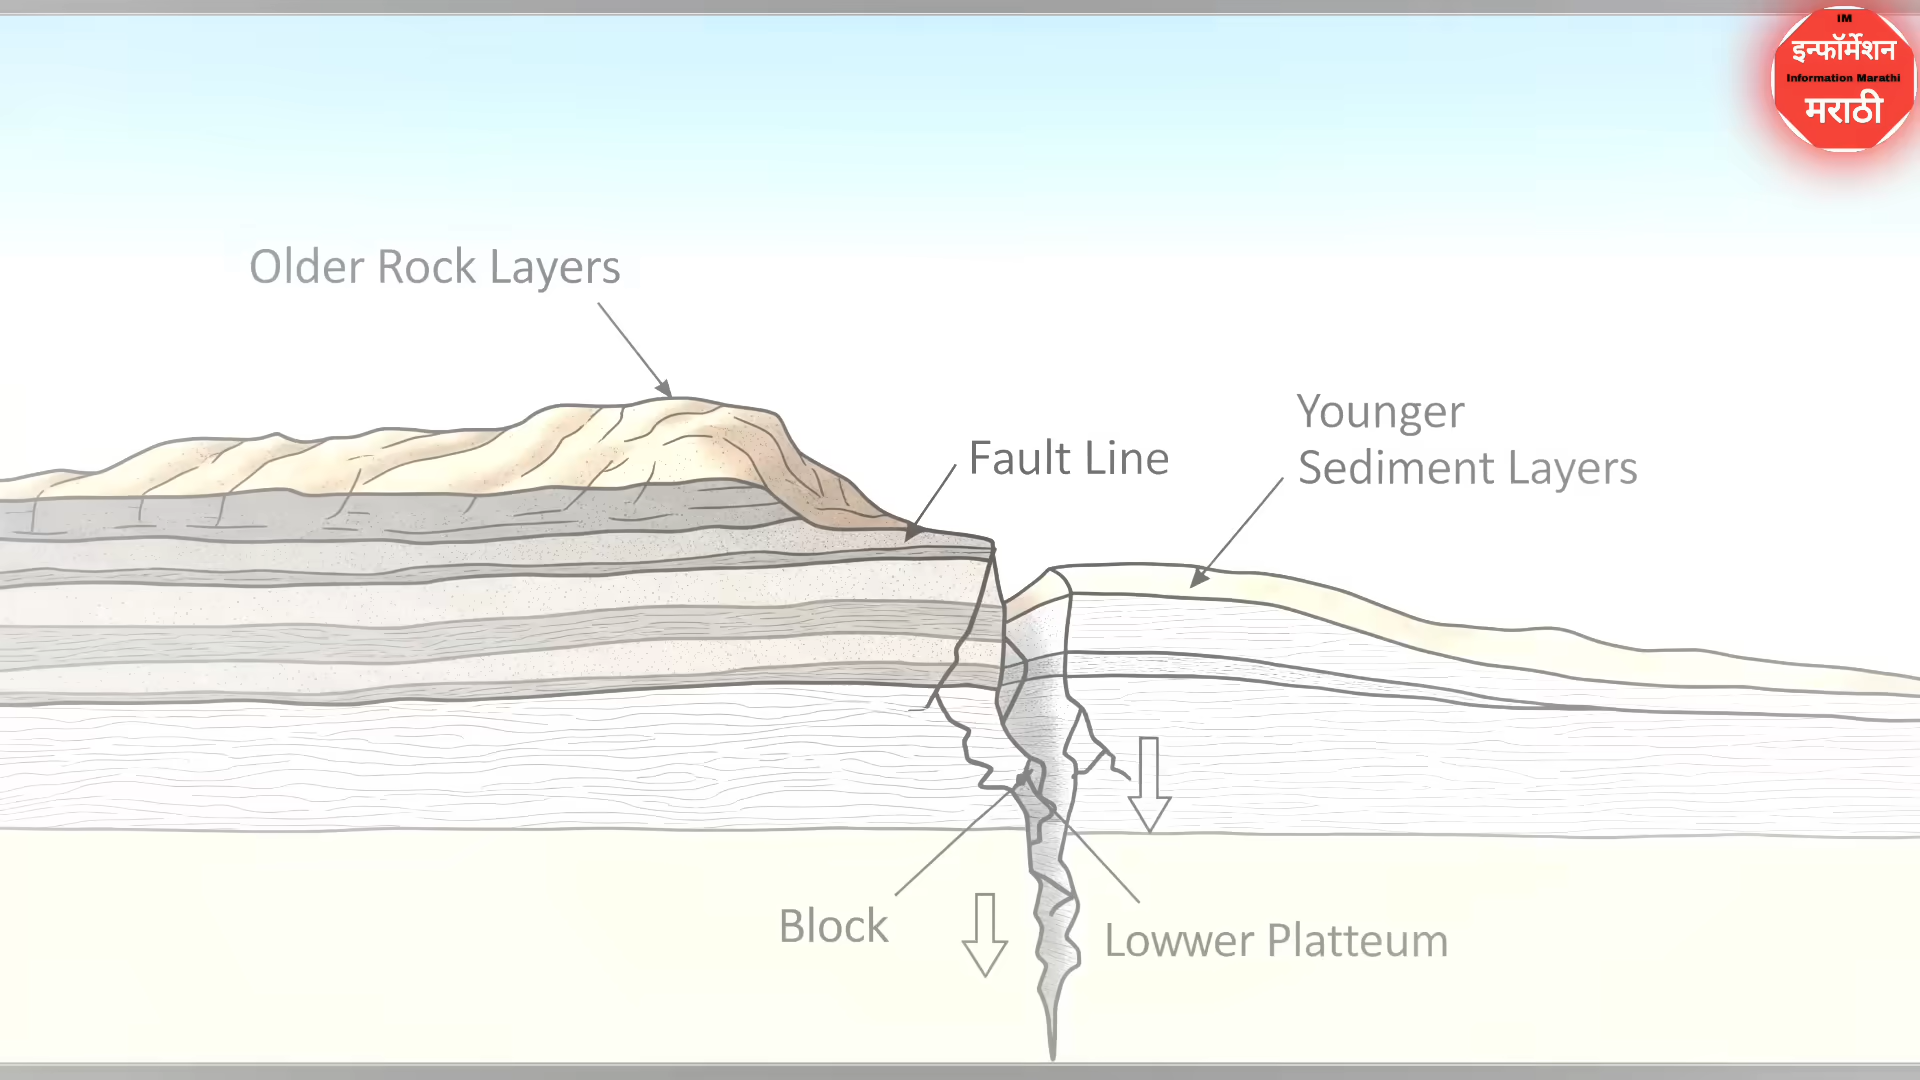 IM
इन्फॉर्मेशन
Information Marathi
मराठी
Older Rock Layers
Younger
Sediment Layers
Fault Line
Block
Lowwer Platteum